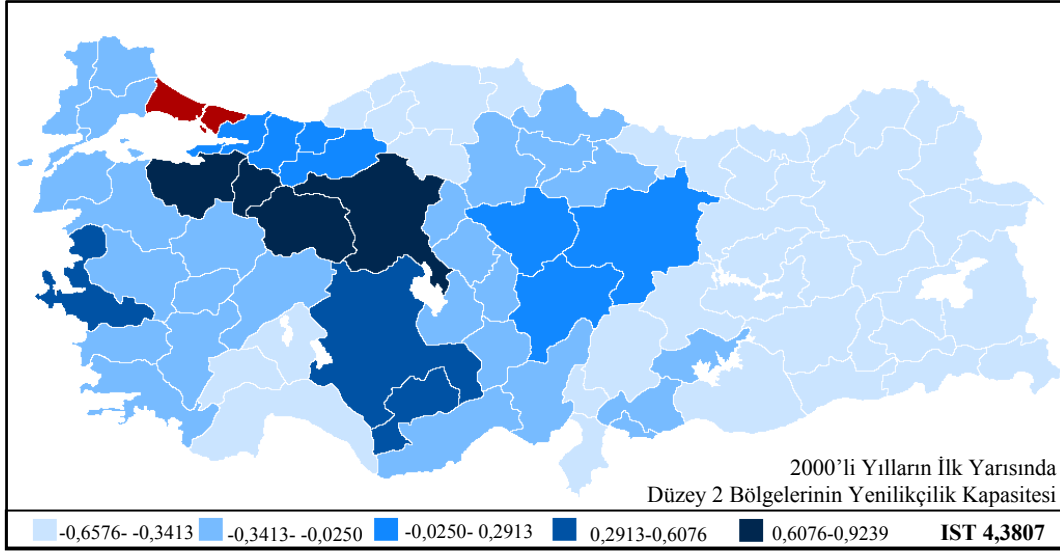 2000’li Yılların İlk Yarısında
Düzey 2 Bölgelerinin Yenilikçilik Kapasitesi
-0,6576- -0,3413 -0,3413- -0,0250 -0,0250- 0,2913 0,2913-0,6076 0,6076-0,9239 IST 4,3807